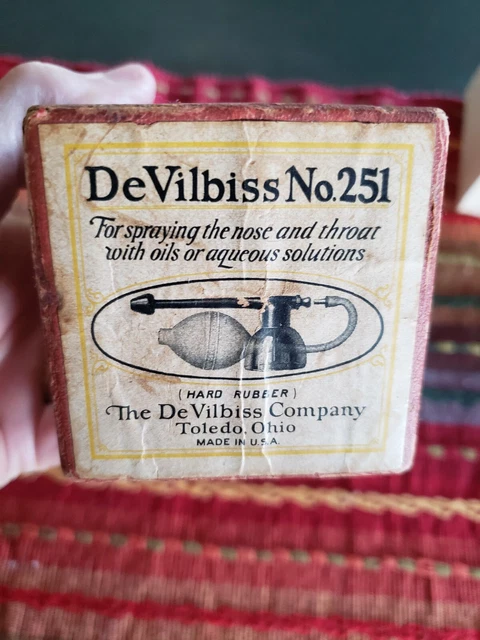 DeVilbiss No. 251
For spraying the nose and throat
with oils or aqueous solutions
(HARD RUBBER)
The DeVilbiss Company
Toledo, Ohio
MADE IN U.S.A.